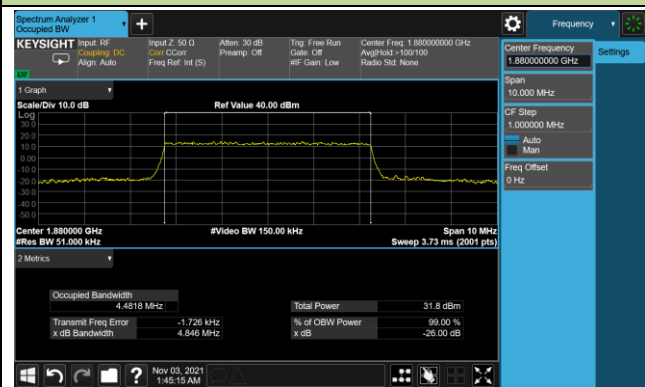 Spectrum Analyzer 1
Occupied BW
+
Frequency
KEYSIGHT
Input: RF
Coupling: DC
Align: Auto
Input Z: 50 Ω
Corr CCorr
Freq Ref: Int (S)
Atten: 30 dB
Preamp: Off
Trig: Free Run
Gate: Off
#IF Gain: Low
Center Freq: 1.880000000 GHz
Avg|Hold:>100/100
Radio Std: None
LXI
Center Frequency
1.880000000 GHz
Settings
Span
10.000 MHz
CF Step
1.000000 MHz
Auto
Man
Freq Offset
0 Hz
1 Graph
Scale/Div 10.0 dB
Ref Value 40.00 dBm
Log
30.0
20.0
10.0
0.00
-10.0
-20.0
-30.0
-40.0
-50.0
Center 1.880000 GHz
#Video BW 150.00 kHz
Span 10 MHz
#Res BW 51.000 kHz
Sweep 3.73 ms (2001 pts)
2 Metrics
Occupied Bandwidth
4.4818 MHz
Total Power 31.8 dBm
Transmit Freq Error -1.726 kHz
% of OBW Power 99.00 %
x dB Bandwidth 4.846 MHz
x dB -26.00 dB
?
Nov 03, 2021
1:45:15 AM